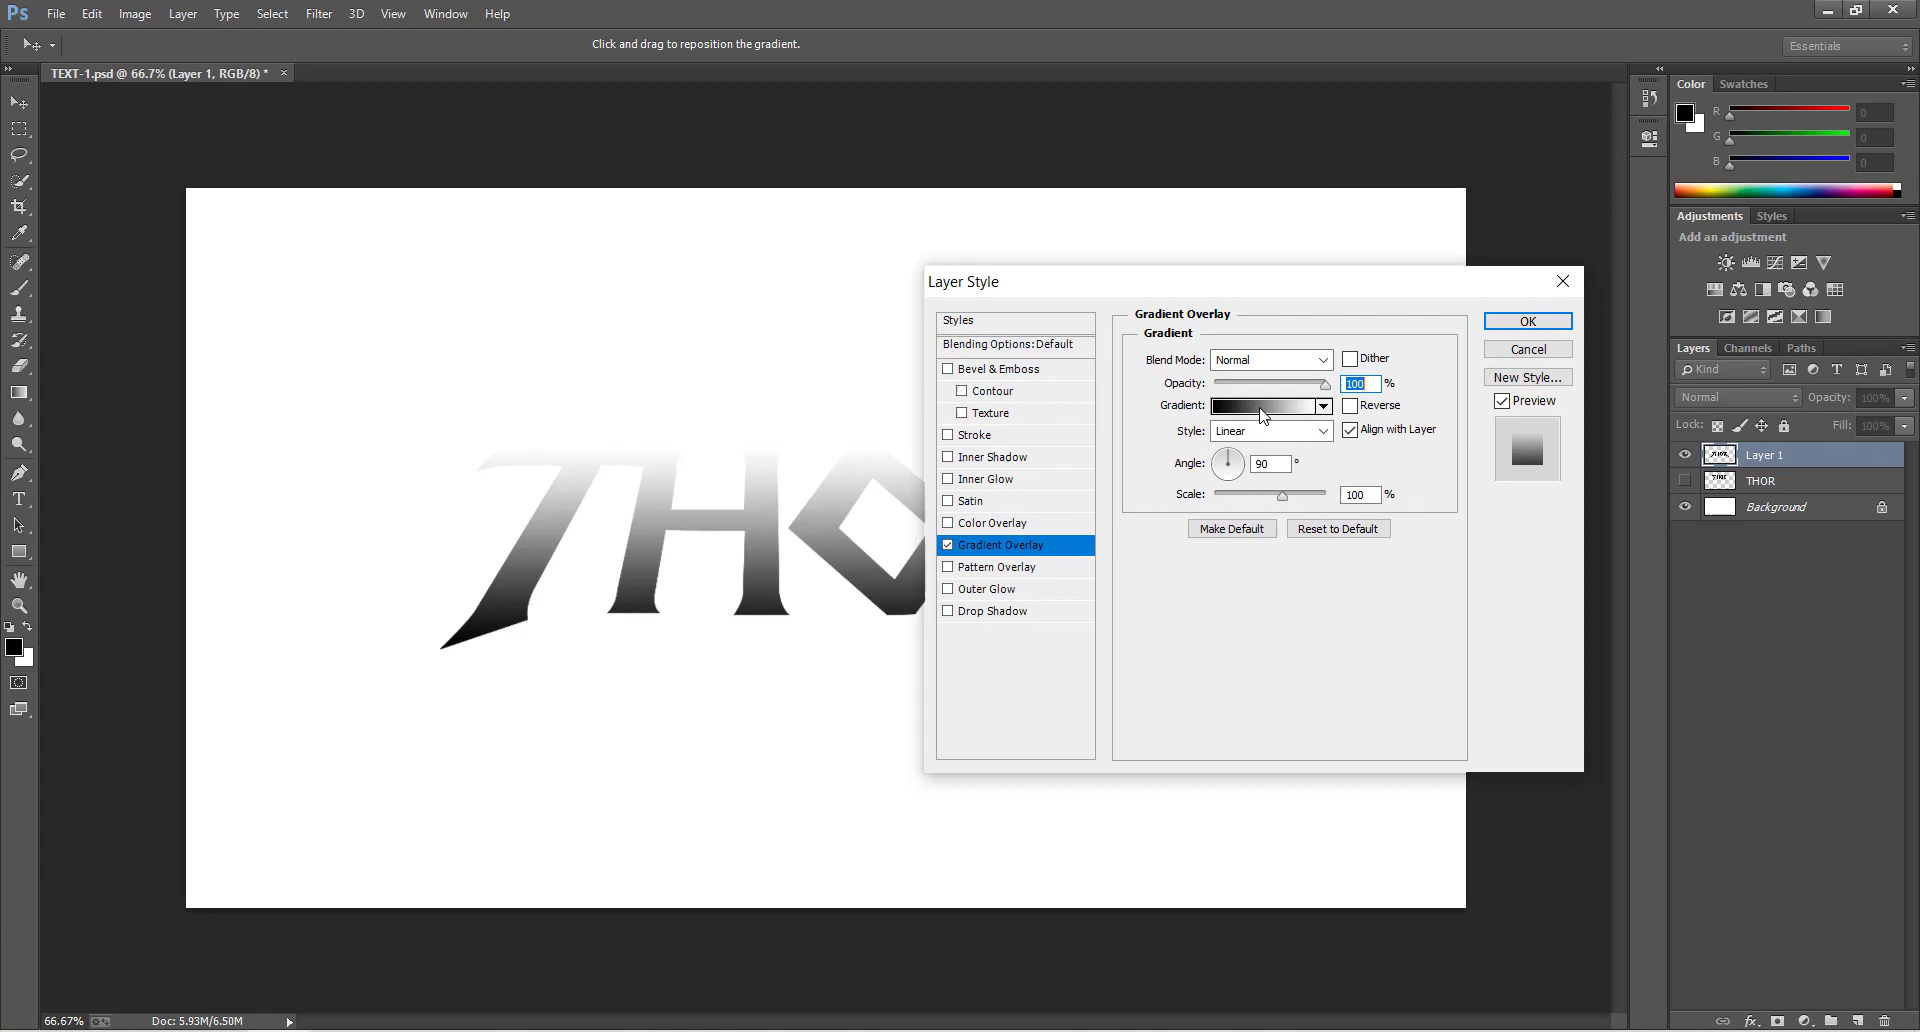 Ps File Edit Image Layer Type Select Filter 3D View Window Help
Click and drag to reposition the gradient.
Essentials
TEXT-1.psd @ 66.7% (Layer 1, RGB/8) *
Color Swatches
R 0
G 0
B 0
Adjustments Styles
Add an adjustment
Layers Channels Paths
Kind
Normal Opacity: 100%
Lock: Fill: 100%
Layer 1
THOR
Background
THO
Layer Style
Styles
Blending Options: Default
Bevel & Emboss
Contour
Texture
Stroke
Inner Shadow
Inner Glow
Satin
Color Overlay
Gradient Overlay
Pattern Overlay
Outer Glow
Drop Shadow
Gradient Overlay
Gradient
Blend Mode: Normal Dither
Opacity: 100 %
Gradient: Reverse
Style: Linear Align with Layer
Angle: 90 °
Scale: 100 %
Make Default Reset to Default
OK
Cancel
New Style...
Preview
66.67% Doc: 5.93M/6.50M